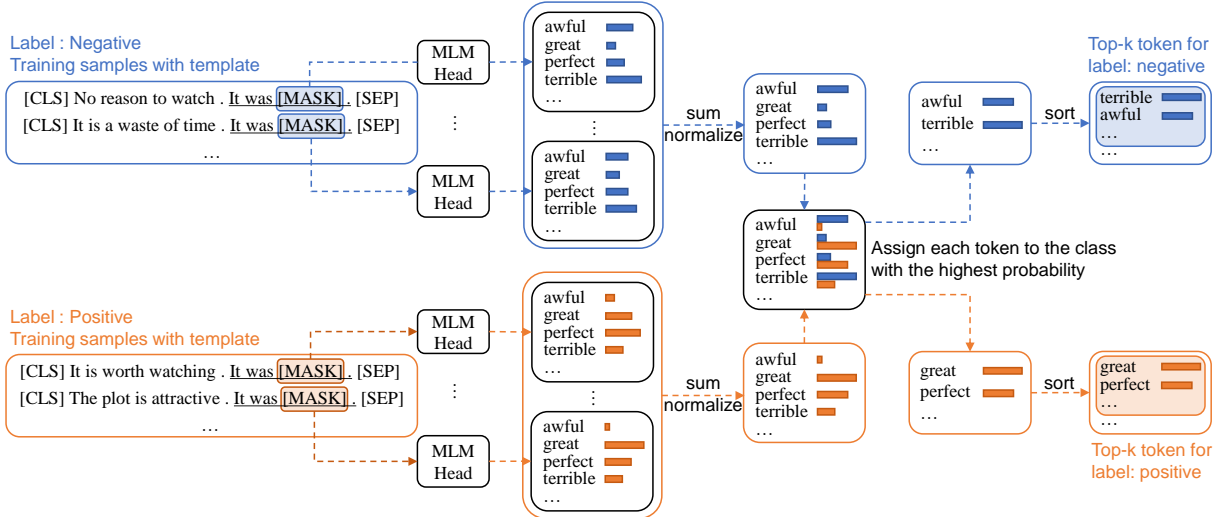 Label : Negative
Training samples with template
[CLS] No reason to watch . It was [MASK] . [SEP]
[CLS] It is a waste of time . It was [MASK] . [SEP]
...
MLM
Head
⋮
MLM
Head
awful
great
perfect
terrible
...
⋮
awful
great
perfect
terrible
...
sum
normalize
awful
great
perfect
terrible
...
awful
terrible
...
sort
Top-k token for
label: negative
terrible
awful
...
...
awful
great
perfect
terrible
...
Assign each token to the class
with the highest probability
Label : Positive
Training samples with template
[CLS] It is worth watching . It was [MASK] . [SEP]
[CLS] The plot is attractive . It was [MASK] . [SEP]
...
MLM
Head
⋮
MLM
Head
awful
great
perfect
terrible
...
⋮
awful
great
perfect
terrible
...
sum
normalize
awful
great
perfect
terrible
...
great
perfect
...
sort
great
perfect
...
...
Top-k token for
label: positive